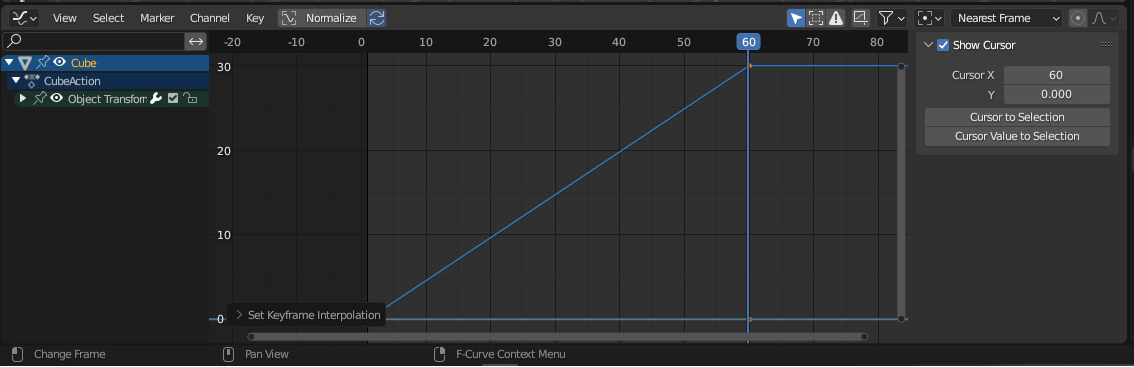 View Select Marker Channel Key Normalize Nearest Frame
-20 -10 0 10 20 30 40 50 60 70 80
Show Cursor
Cube
CubeAction
Object Transform
30
20
10
0
Cursor X 60
Y 0.000
Cursor to Selection
Cursor Value to Selection
> Set Keyframe Interpolation
Change Frame Pan View F-Curve Context Menu